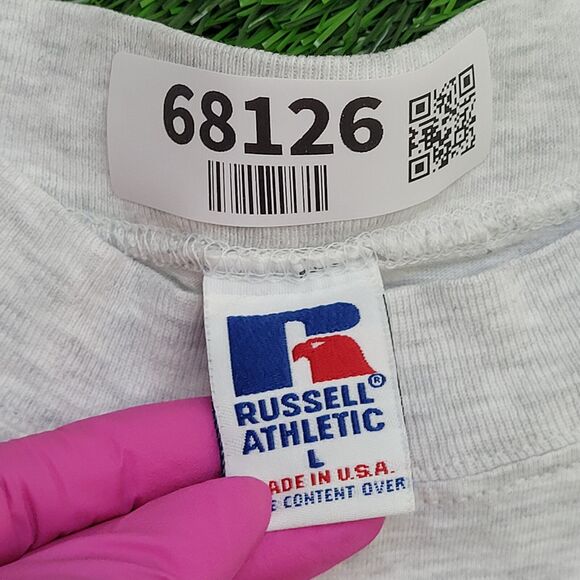 68126
RUSSELL
ATHLETIC
L
ADE IN U.S.A.
CONTENT OVER